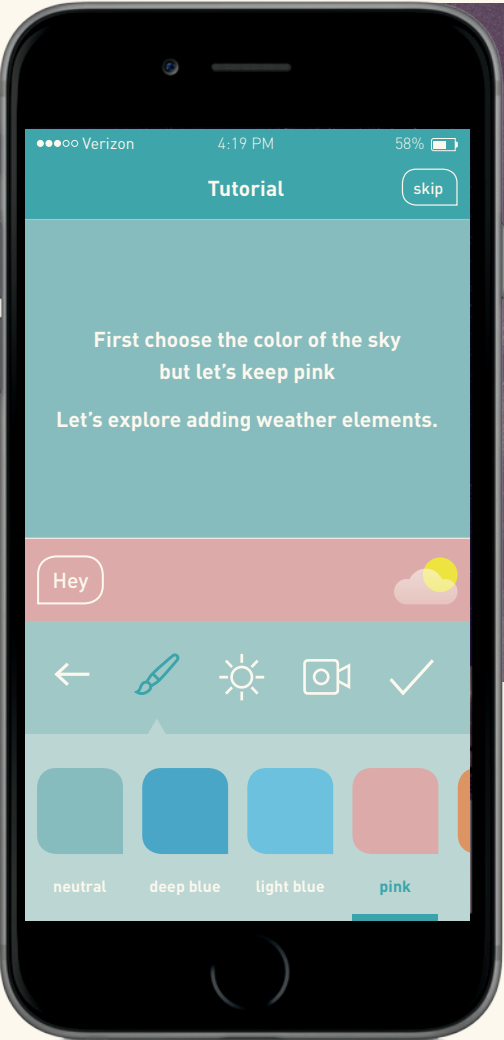 Verizon 4:19 PM 58%
Tutorial skip
First choose the color of the sky
but let's keep pink
Let's explore adding weather elements.
Hey
neutral deep blue light blue pink